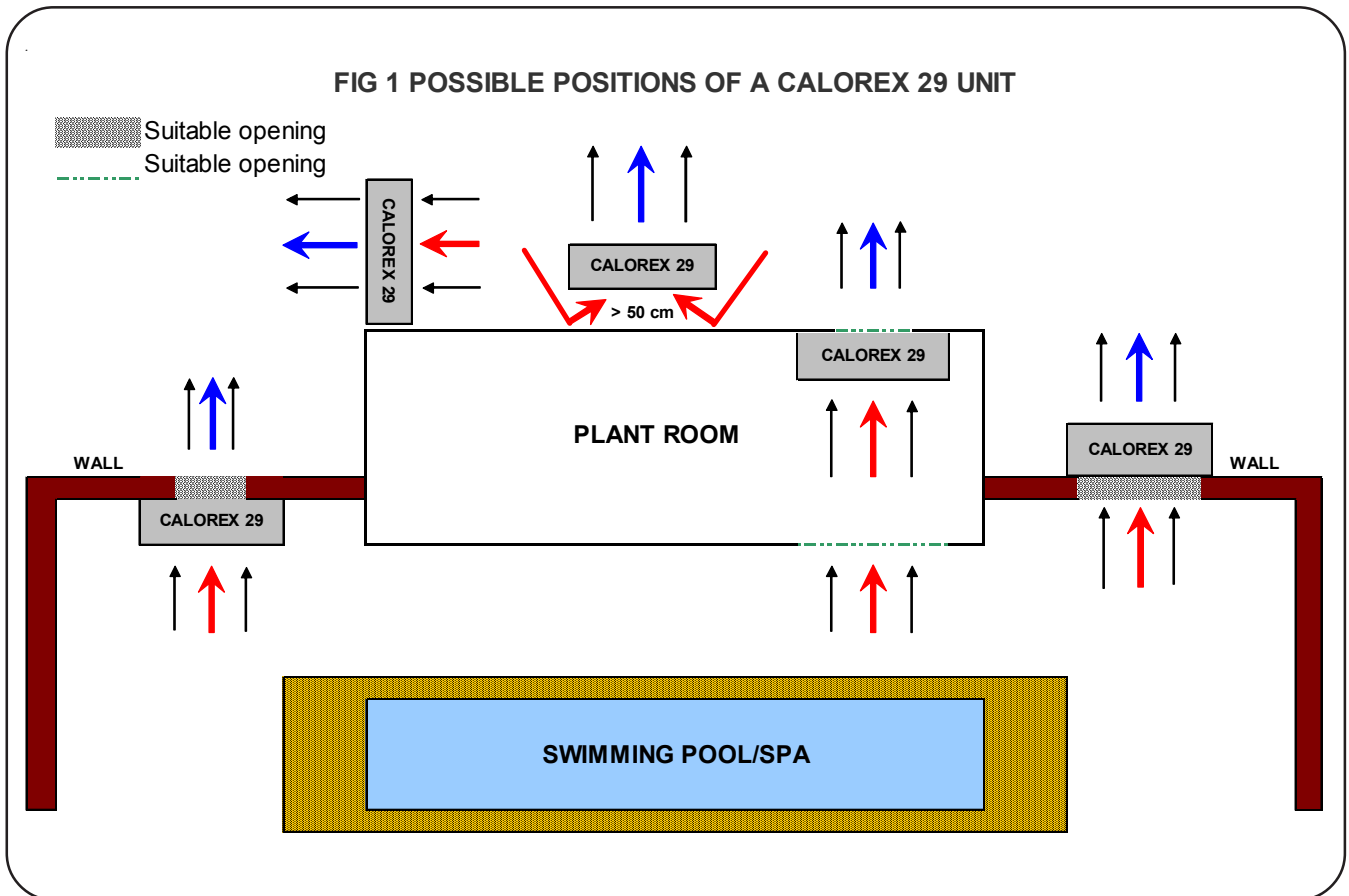 FIG 1 POSSIBLE POSITIONS OF A CALOREX 29 UNIT
Suitable opening
Suitable opening
CALOREX 29
CALOREX 29
> 50 cm
CALOREX 29
PLANT ROOM
CALOREX 29
WALL
WALL
CALOREX 29
SWIMMING POOL/SPA